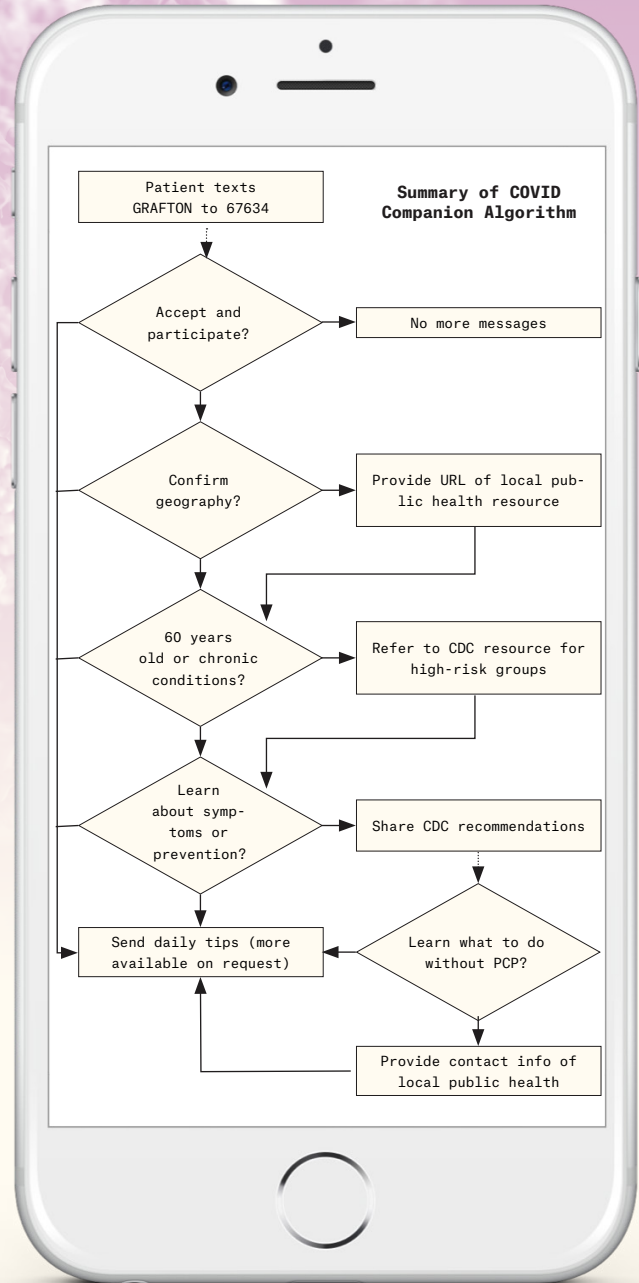 Patient texts
GRAFTON to 67634
Summary of COVID
Companion Algorithm
Accept and
participate?
No more messages
Confirm
geography?
Provide URL of local pub-
lic health resource
60 years
old or chronic
conditions?
Refer to CDC resource for
high-risk groups
Learn
about symp-
toms or
prevention?
Share CDC recommendations
Send daily tips (more
available on request)
Learn what to do
without PCP?
Provide contact info of
local public health